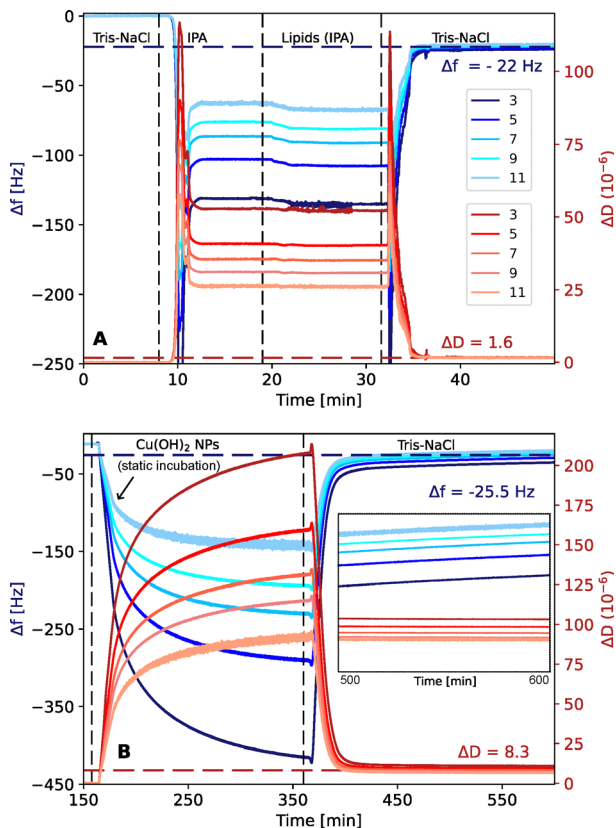 0
Tris-NaCl
IPA
Lipids (IPA)
Tris-NaCl
−50
−100
−150
−200
−250
Δf [Hz]
Δf = - 22 Hz
3
5
7
9
11
3
5
7
9
11
100
75
50
25
0
ΔD (10⁻⁶)
A
ΔD = 1.6
0
10
20
30
40
Time [min]
Cu(OH)₂ NPs
(static incubation)
Tris-NaCl
−50
−150
−250
−350
−450
Δf [Hz]
Δf = -25.5 Hz
500
600
Time [min]
200
175
150
125
100
75
50
25
0
ΔD (10⁻⁶)
B
ΔD = 8.3
150
250
350
450
550
Time [min]